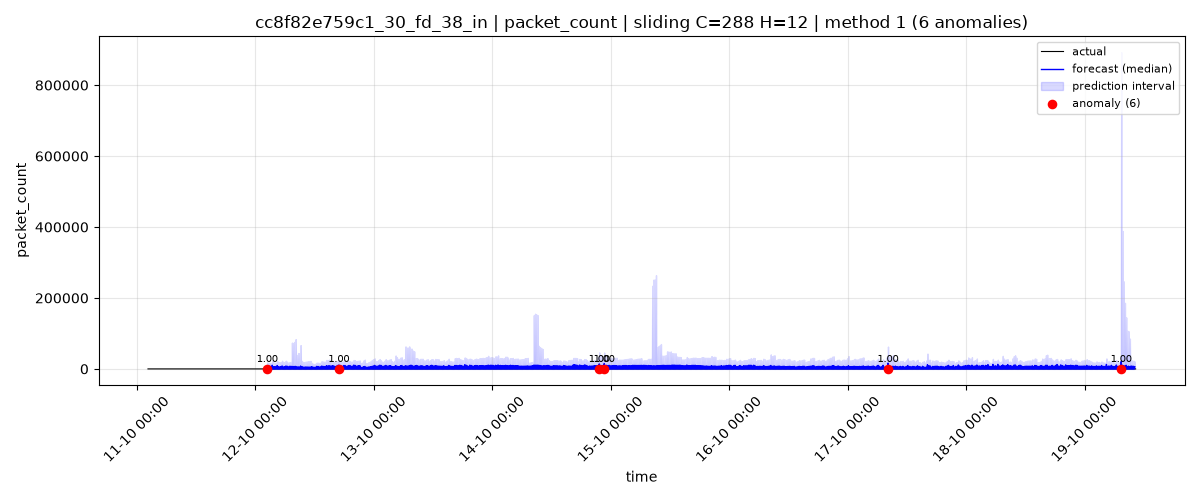 cc8f82e759c1_30_fd_38_in | packet_count | sliding C=288 H=12 | method 1 (6 anomalies)
actual
forecast (median)
prediction interval
anomaly (6)
800000
600000
400000
200000
0
packet_count
1.00
1.00
1.00
1.00
11-10 00:00
12-10 00:00
13-10 00:00
14-10 00:00
15-10 00:00
16-10 00:00
17-10 00:00
18-10 00:00
19-10 00:00
time